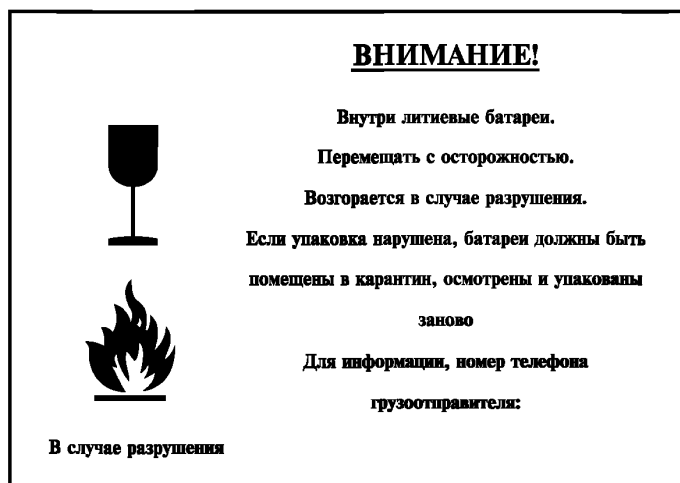 ВНИМАНИЕ!
Внутри литиевые батареи.
Перемещать с осторожностью.
Возгорается в случае разрушения.
Если упаковка нарушена, батареи должны быть
помещены в карантин, осмотрены и упакованы
заново
Для информации, номер телефона
грузоотправителя:
В случае разрушения